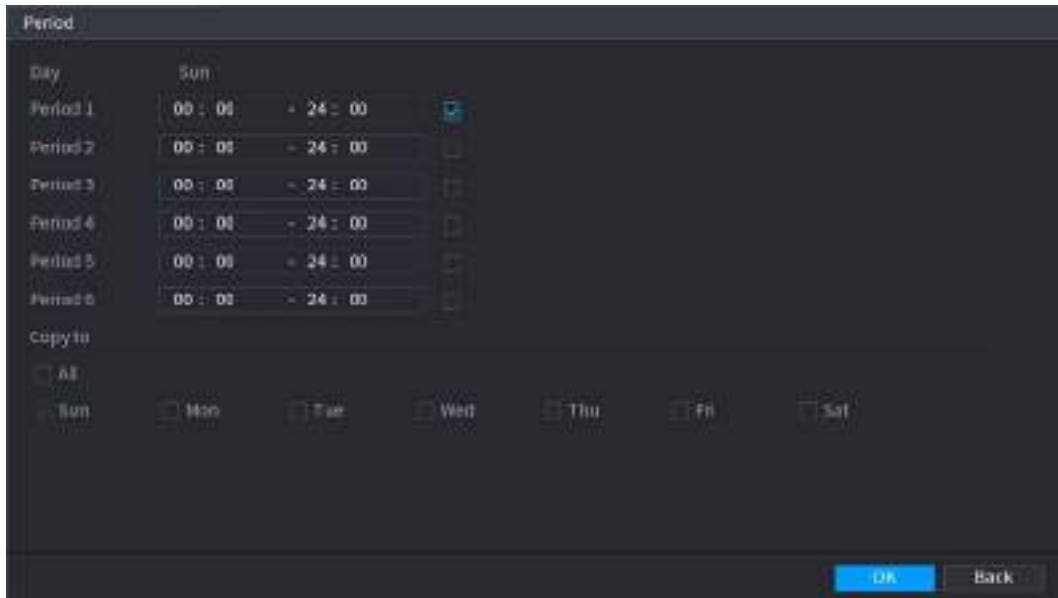 Period
Day Sun
Period 1 00 : 00 - 24 : 00
Period 2 00 : 00 - 24 : 00
Period 3 00 : 00 - 24 : 00
Period 4 00 : 00 - 24 : 00
Period 5 00 : 00 - 24 : 00
Period 6 00 : 00 - 24 : 00
Copy to
All
Sun Mon Tue Wed Thu Fri Sat
OK Back